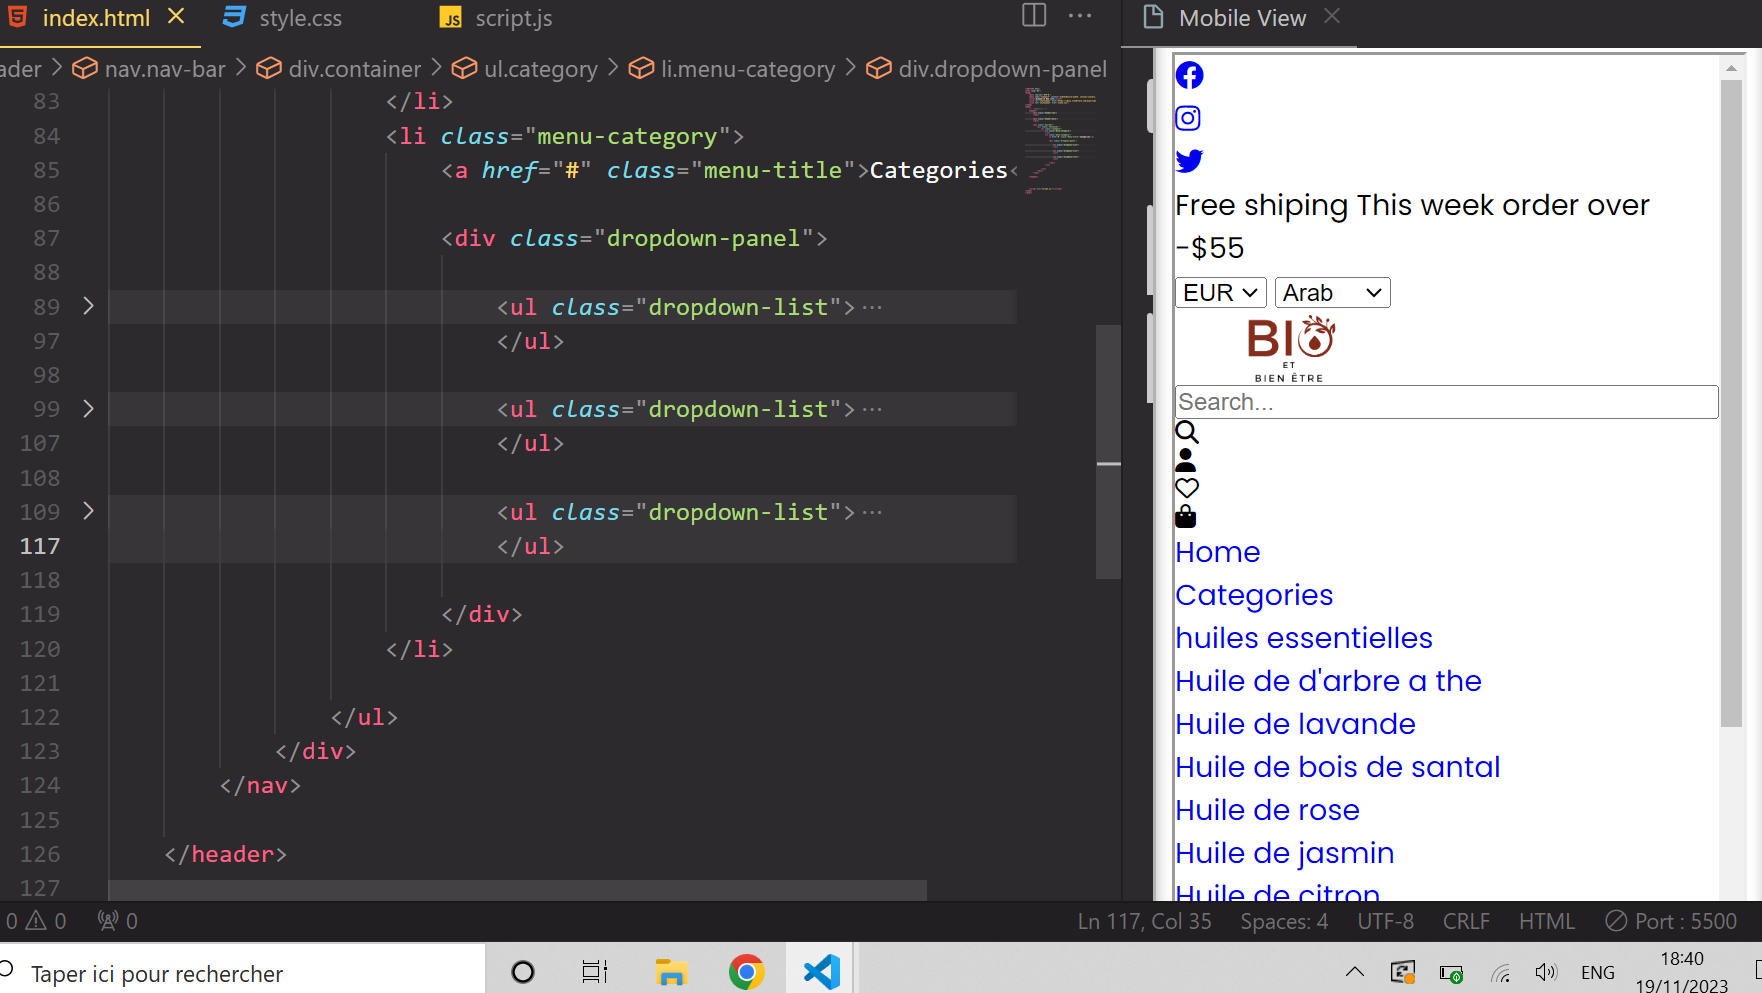 index.html
style.css
JS script.js
Mobile View
ader > nav.nav-bar > div.container > ul.category > li.menu-category > div.dropdown-panel
83 </li>
84 <li class="menu-category">
85 <a href="#" class="menu-title">Categories<
86
87 <div class="dropdown-panel">
88
89 <ul class="dropdown-list">···
97 </ul>
98
99 <ul class="dropdown-list">···
107 </ul>
108
109 <ul class="dropdown-list">···
117 </ul>
118
119 </div>
120 </li>
121
122 </ul>
123 </div>
124 </nav>
125
126 </header>
127
Free shiping This week order over
-$55
EUR Arab
BIO
ET
BIEN ÊTRE
Search...
Home
Categories
huiles essentielles
Huile de d'arbre a the
Huile de lavande
Huile de bois de santal
Huile de rose
Huile de jasmin
Huile de citron
0 0 0 Ln 117, Col 35 Spaces: 4 UTF-8 CRLF HTML Port : 5500
Taper ici pour rechercher
ENG
18:40
19/11/2023